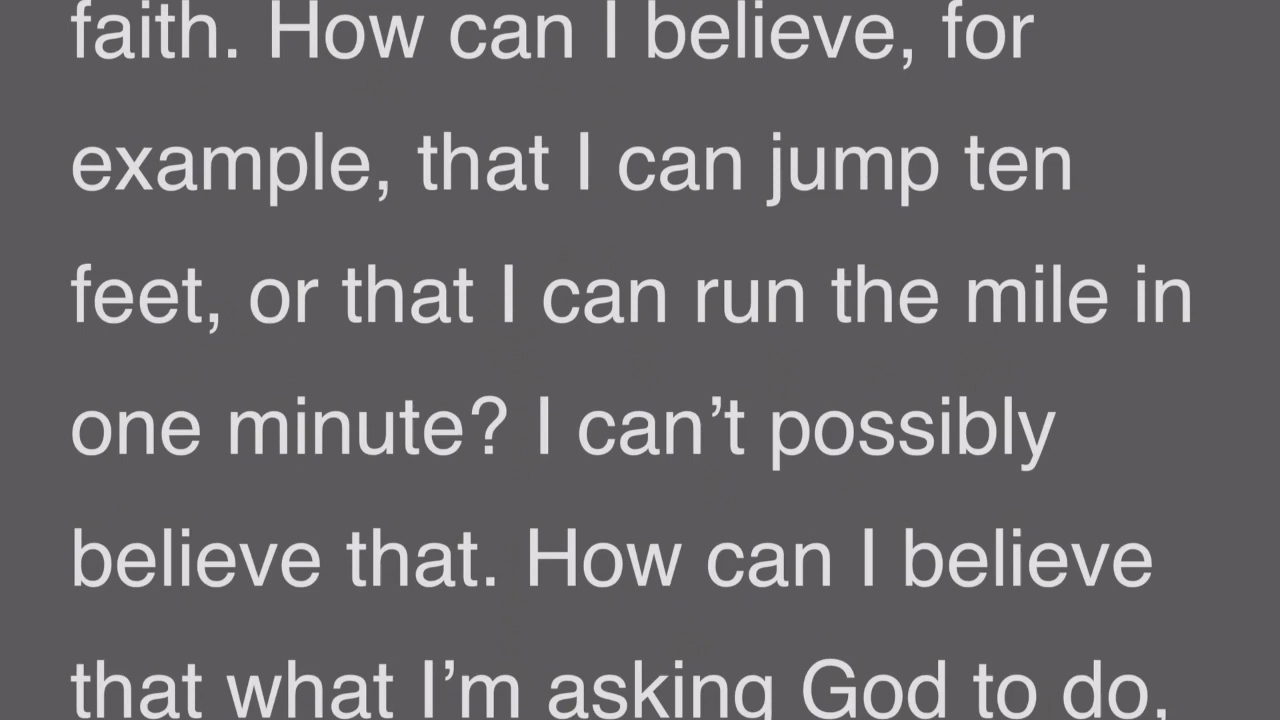 faith. How can I believe, for
example, that I can jump ten
feet, or that I can run the mile in
one minute? I can’t possibly
believe that. How can I believe
that what I’m asking God to do,